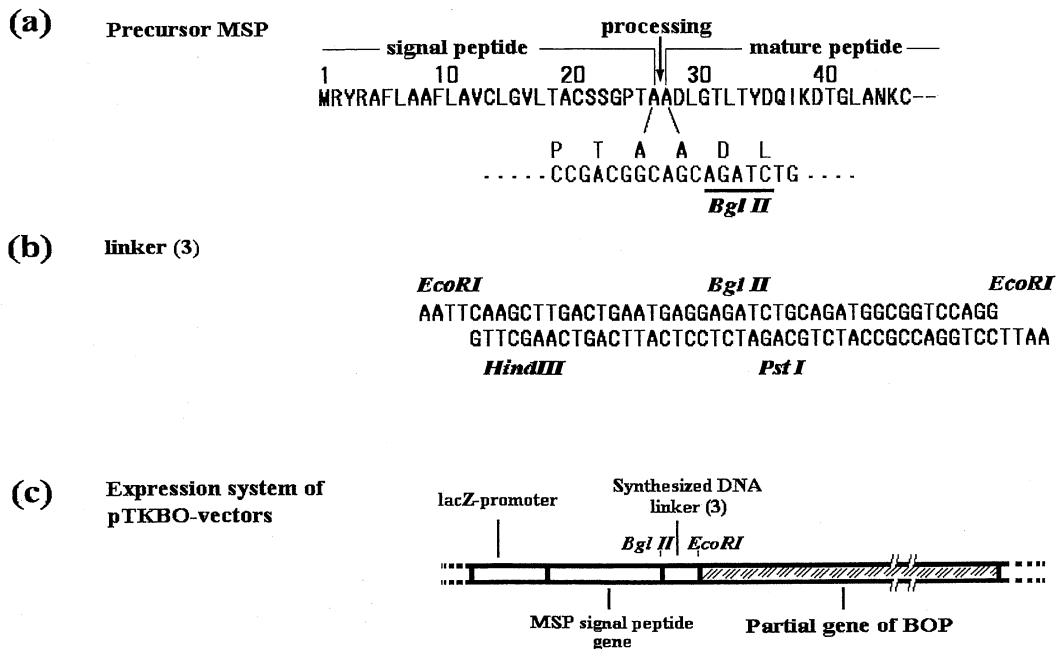 (a) Precursor MSP
processing
signal peptide mature peptide
1 10 20 30 40
MRYRAFLAAFLAVCLGVLTACSSGPTAADLGTLTYDQIKDTGLANKC--
P T A A D L
-----CCGACGGCAGCAGATCTG----
Bgl II
(b) linker (3)
EcoRI Bgl II EcoRI
AATTCAAGCTTGACTGAATGAGGAGATCTGCAGATGGCGGTCCAGG
GTTCGAACTGACTTACTCCTCTAGACGTCTACCGCCAGGTCCTTAA
HindIII Pst I
(c) Expression system of
pTKBO-vectors
lacZ-promoter
Synthesized DNA
linker (3)
Bgl II EcoRI
MSP signal peptide
gene
Partial gene of BOP